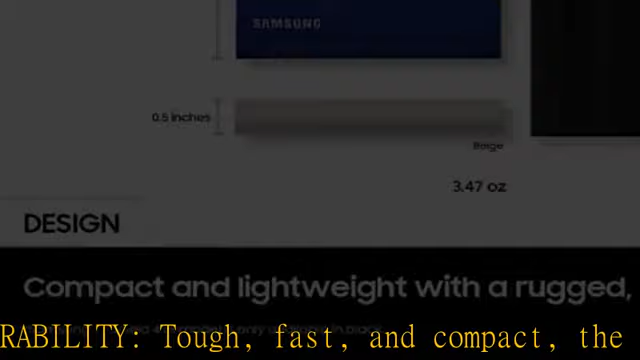 SAMSUNG
0.5 inches
Beige
3.47 oz
DESIGN
Compact and lightweight with a rugged,
RABILITY: Tough, fast, and compact, the